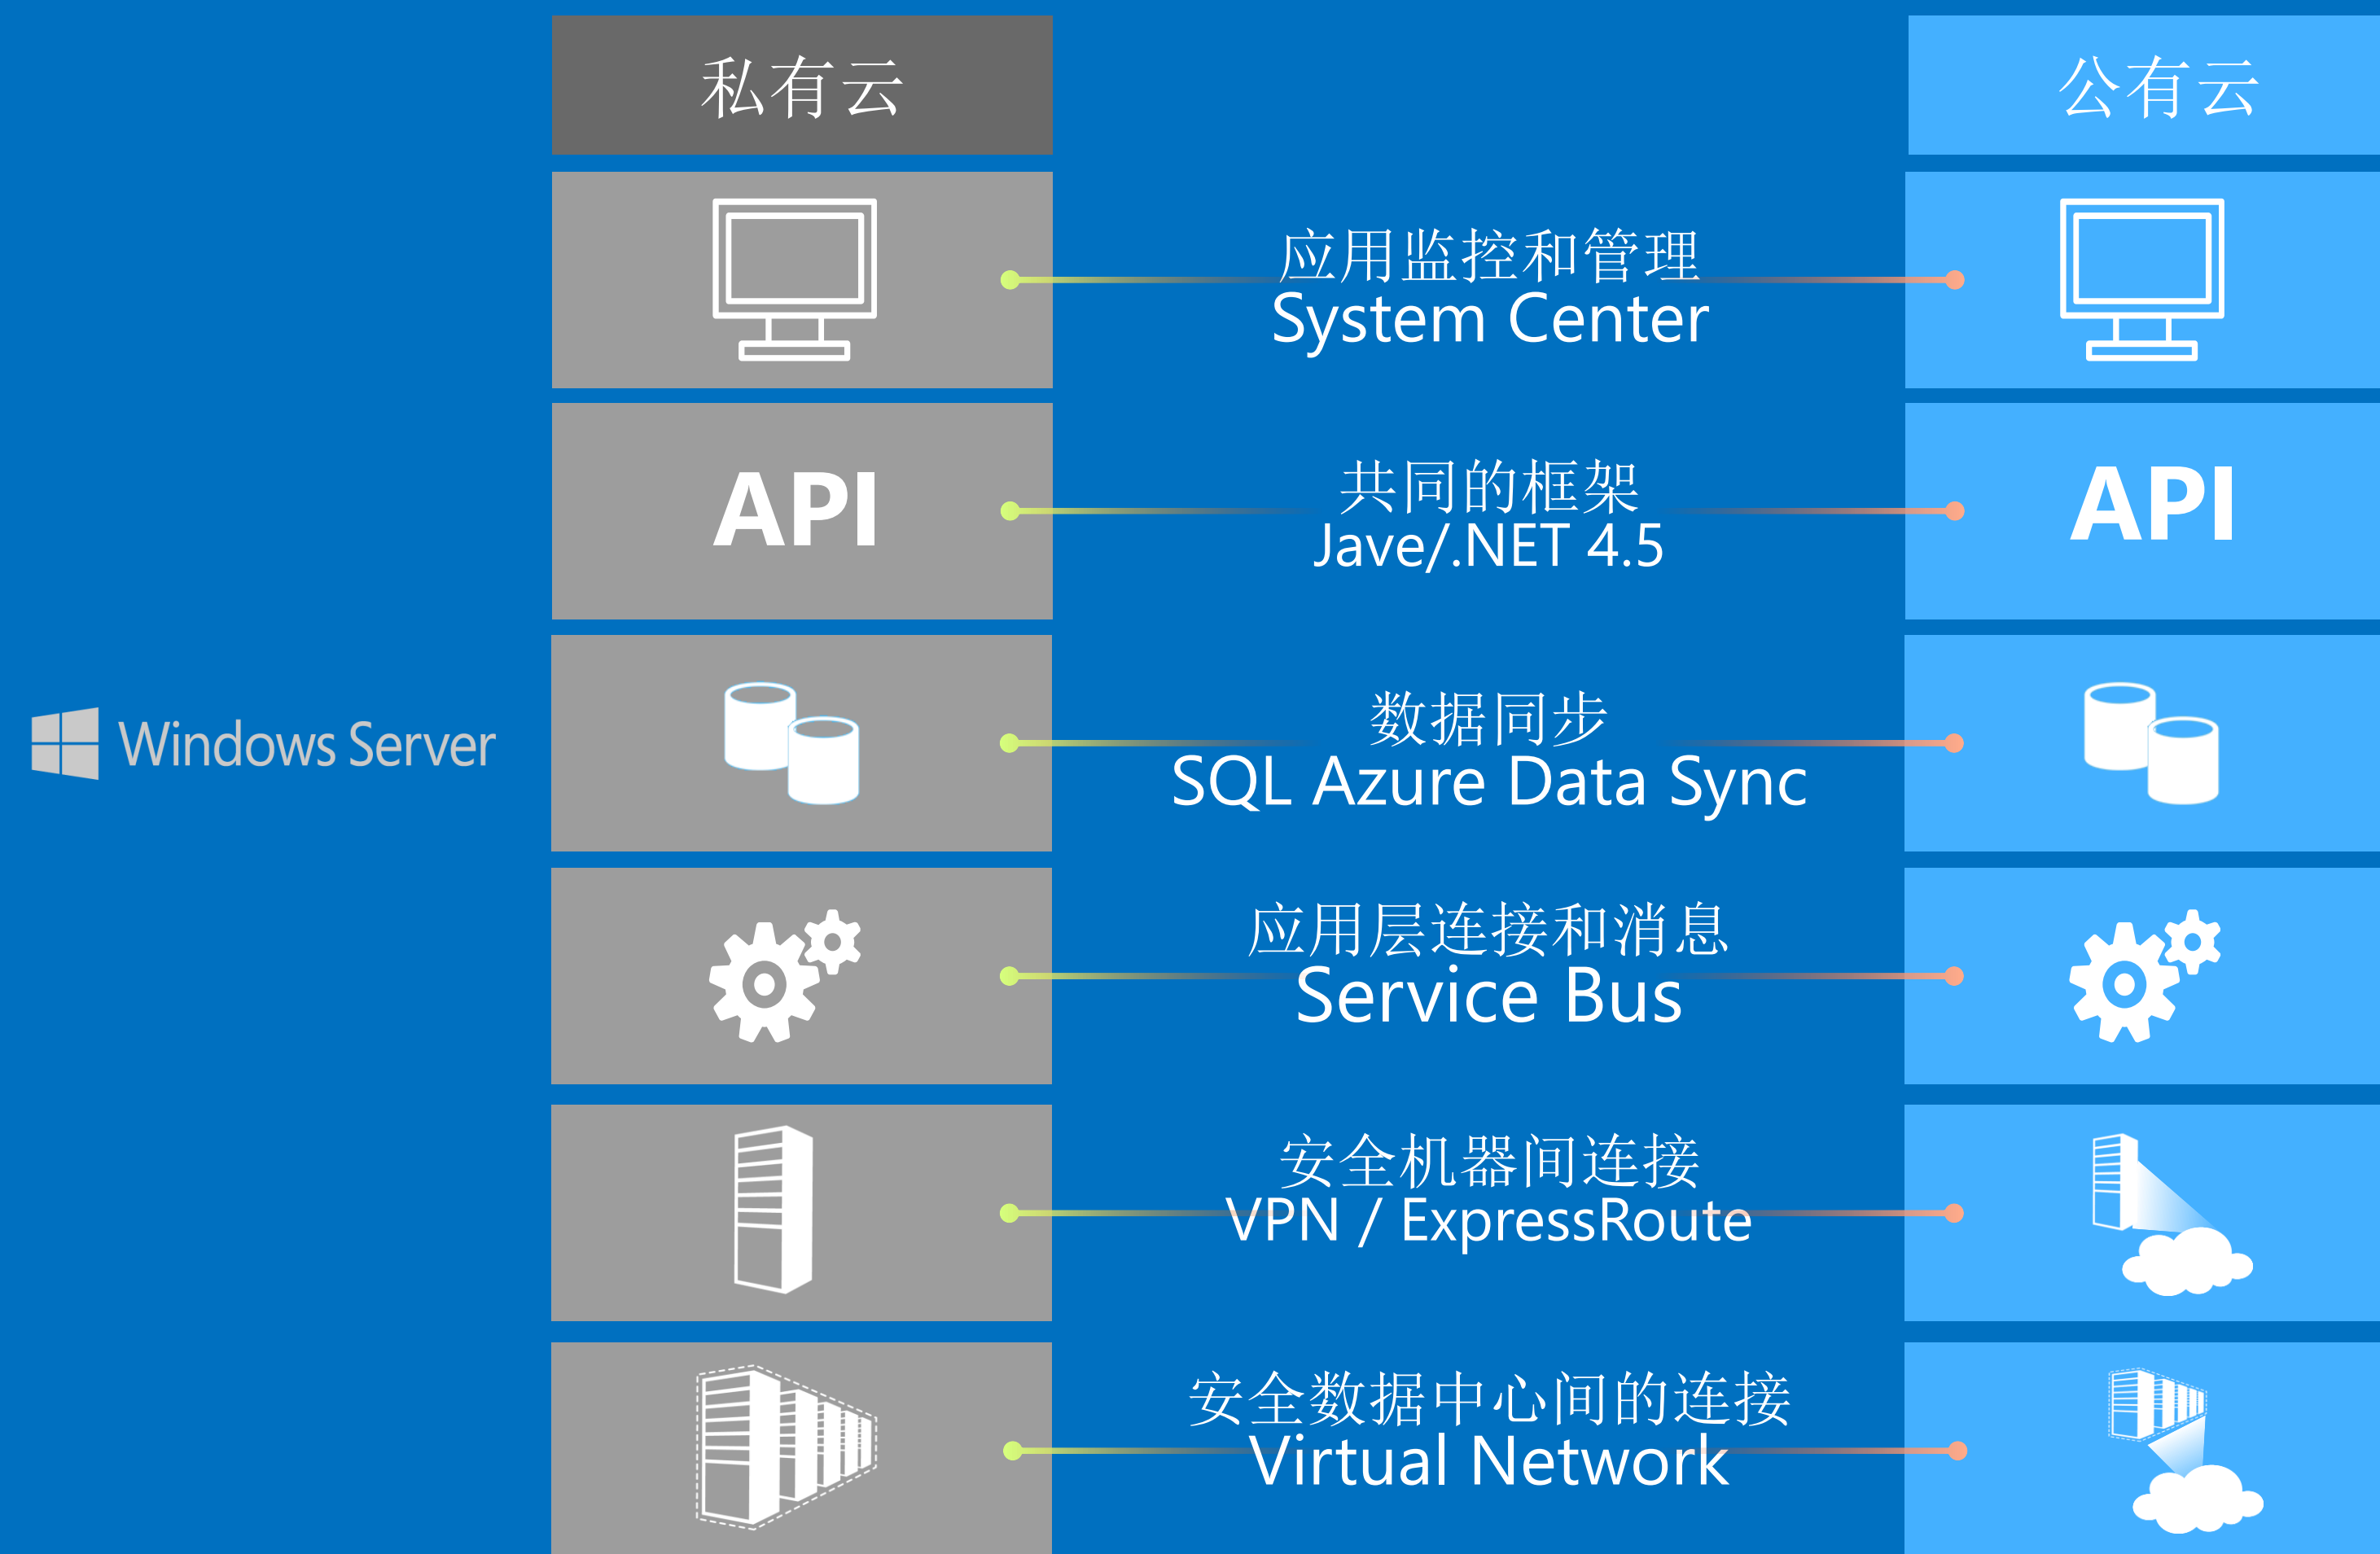 私有云
公有云
应用监控和管理
System Center
API
共同的框架
Jave/.NET 4.5
API
Windows Server
数据同步
SQL Azure Data Sync
应用层连接和消息
Service Bus
安全机器间连接
VPN / ExpressRoute
安全数据中心间的连接
Virtual Network